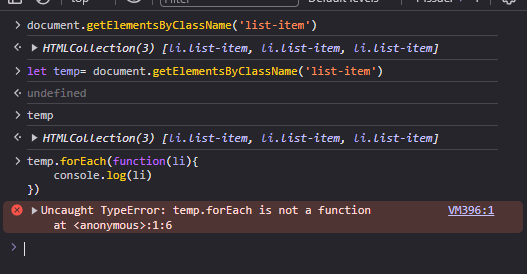 top
Filter
Default levels
> document.getElementsByClassName('list-item')
HTMLCollection(3) [li.list-item, li.list-item, li.list-item]
> let temp= document.getElementsByClassName('list-item')
undefined
> temp
HTMLCollection(3) [li.list-item, li.list-item, li.list-item]
> temp.forEach(function(li){
console.log(li)
})
Uncaught TypeError: temp.forEach is not a function VM396:1
at <anonymous>:1:6
>